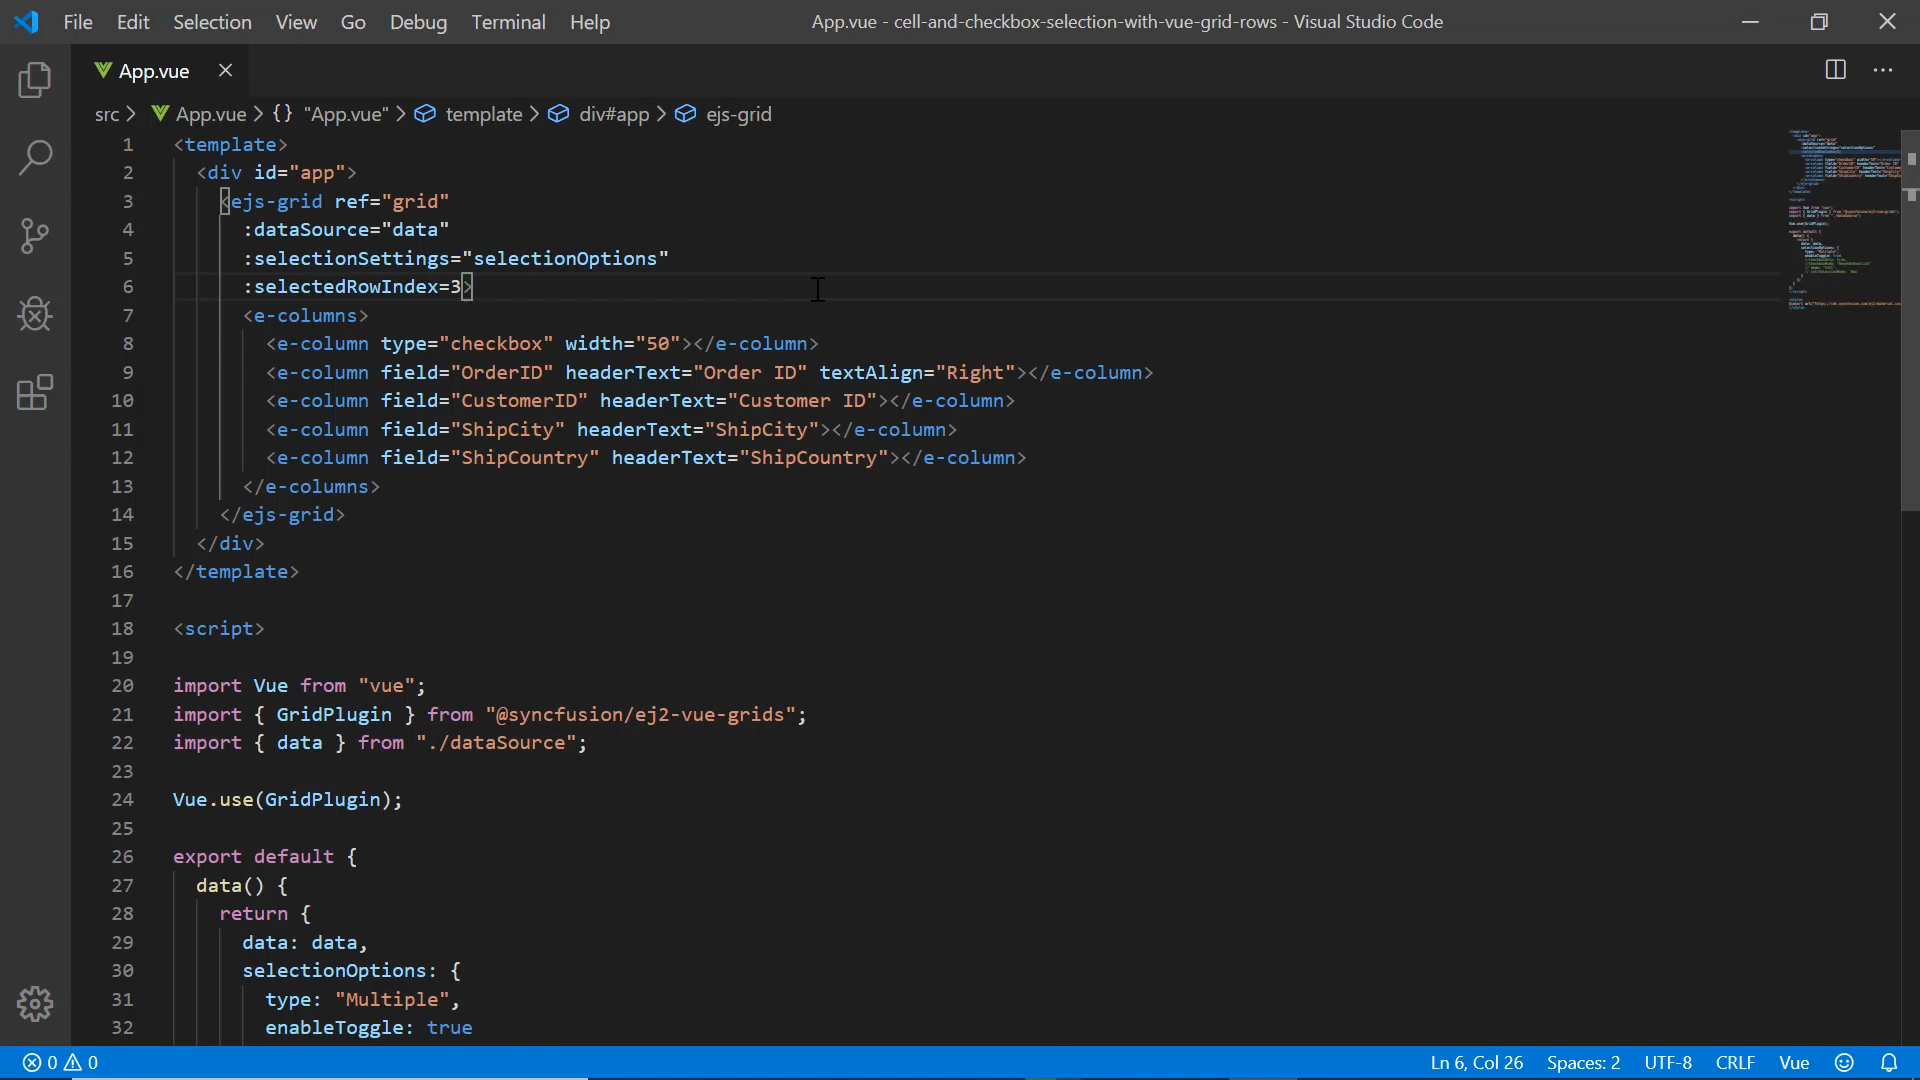 File Edit Selection View Go Debug Terminal Help App.vue - cell-and-checkbox-selection-with-vue-grid-rows - Visual Studio Code
App.vue
src > App.vue > {} "App.vue" > template > div#app > ejs-grid
1 <template>
2 <div id="app">
3 <ejs-grid ref="grid"
4 :dataSource="data"
5 :selectionSettings="selectionOptions"
6 :selectedRowIndex=3>
7 <e-columns>
8 <e-column type="checkbox" width="50"></e-column>
9 <e-column field="OrderID" headerText="Order ID" textAlign="Right"></e-column>
10 <e-column field="CustomerID" headerText="Customer ID"></e-column>
11 <e-column field="ShipCity" headerText="ShipCity"></e-column>
12 <e-column field="ShipCountry" headerText="ShipCountry"></e-column>
13 </e-columns>
14 </ejs-grid>
15 </div>
16 </template>
17
18 <script>
19
20 import Vue from "vue";
21 import { GridPlugin } from "@syncfusion/ej2-vue-grids";
22 import { data } from "./dataSource";
23
24 Vue.use(GridPlugin);
25
26 export default {
27 data() {
28 return {
29 data: data,
30 selectionOptions: {
31 type: "Multiple",
32 enableToggle: true
0 0 Ln 6, Col 26 Spaces: 2 UTF-8 CRLF Vue